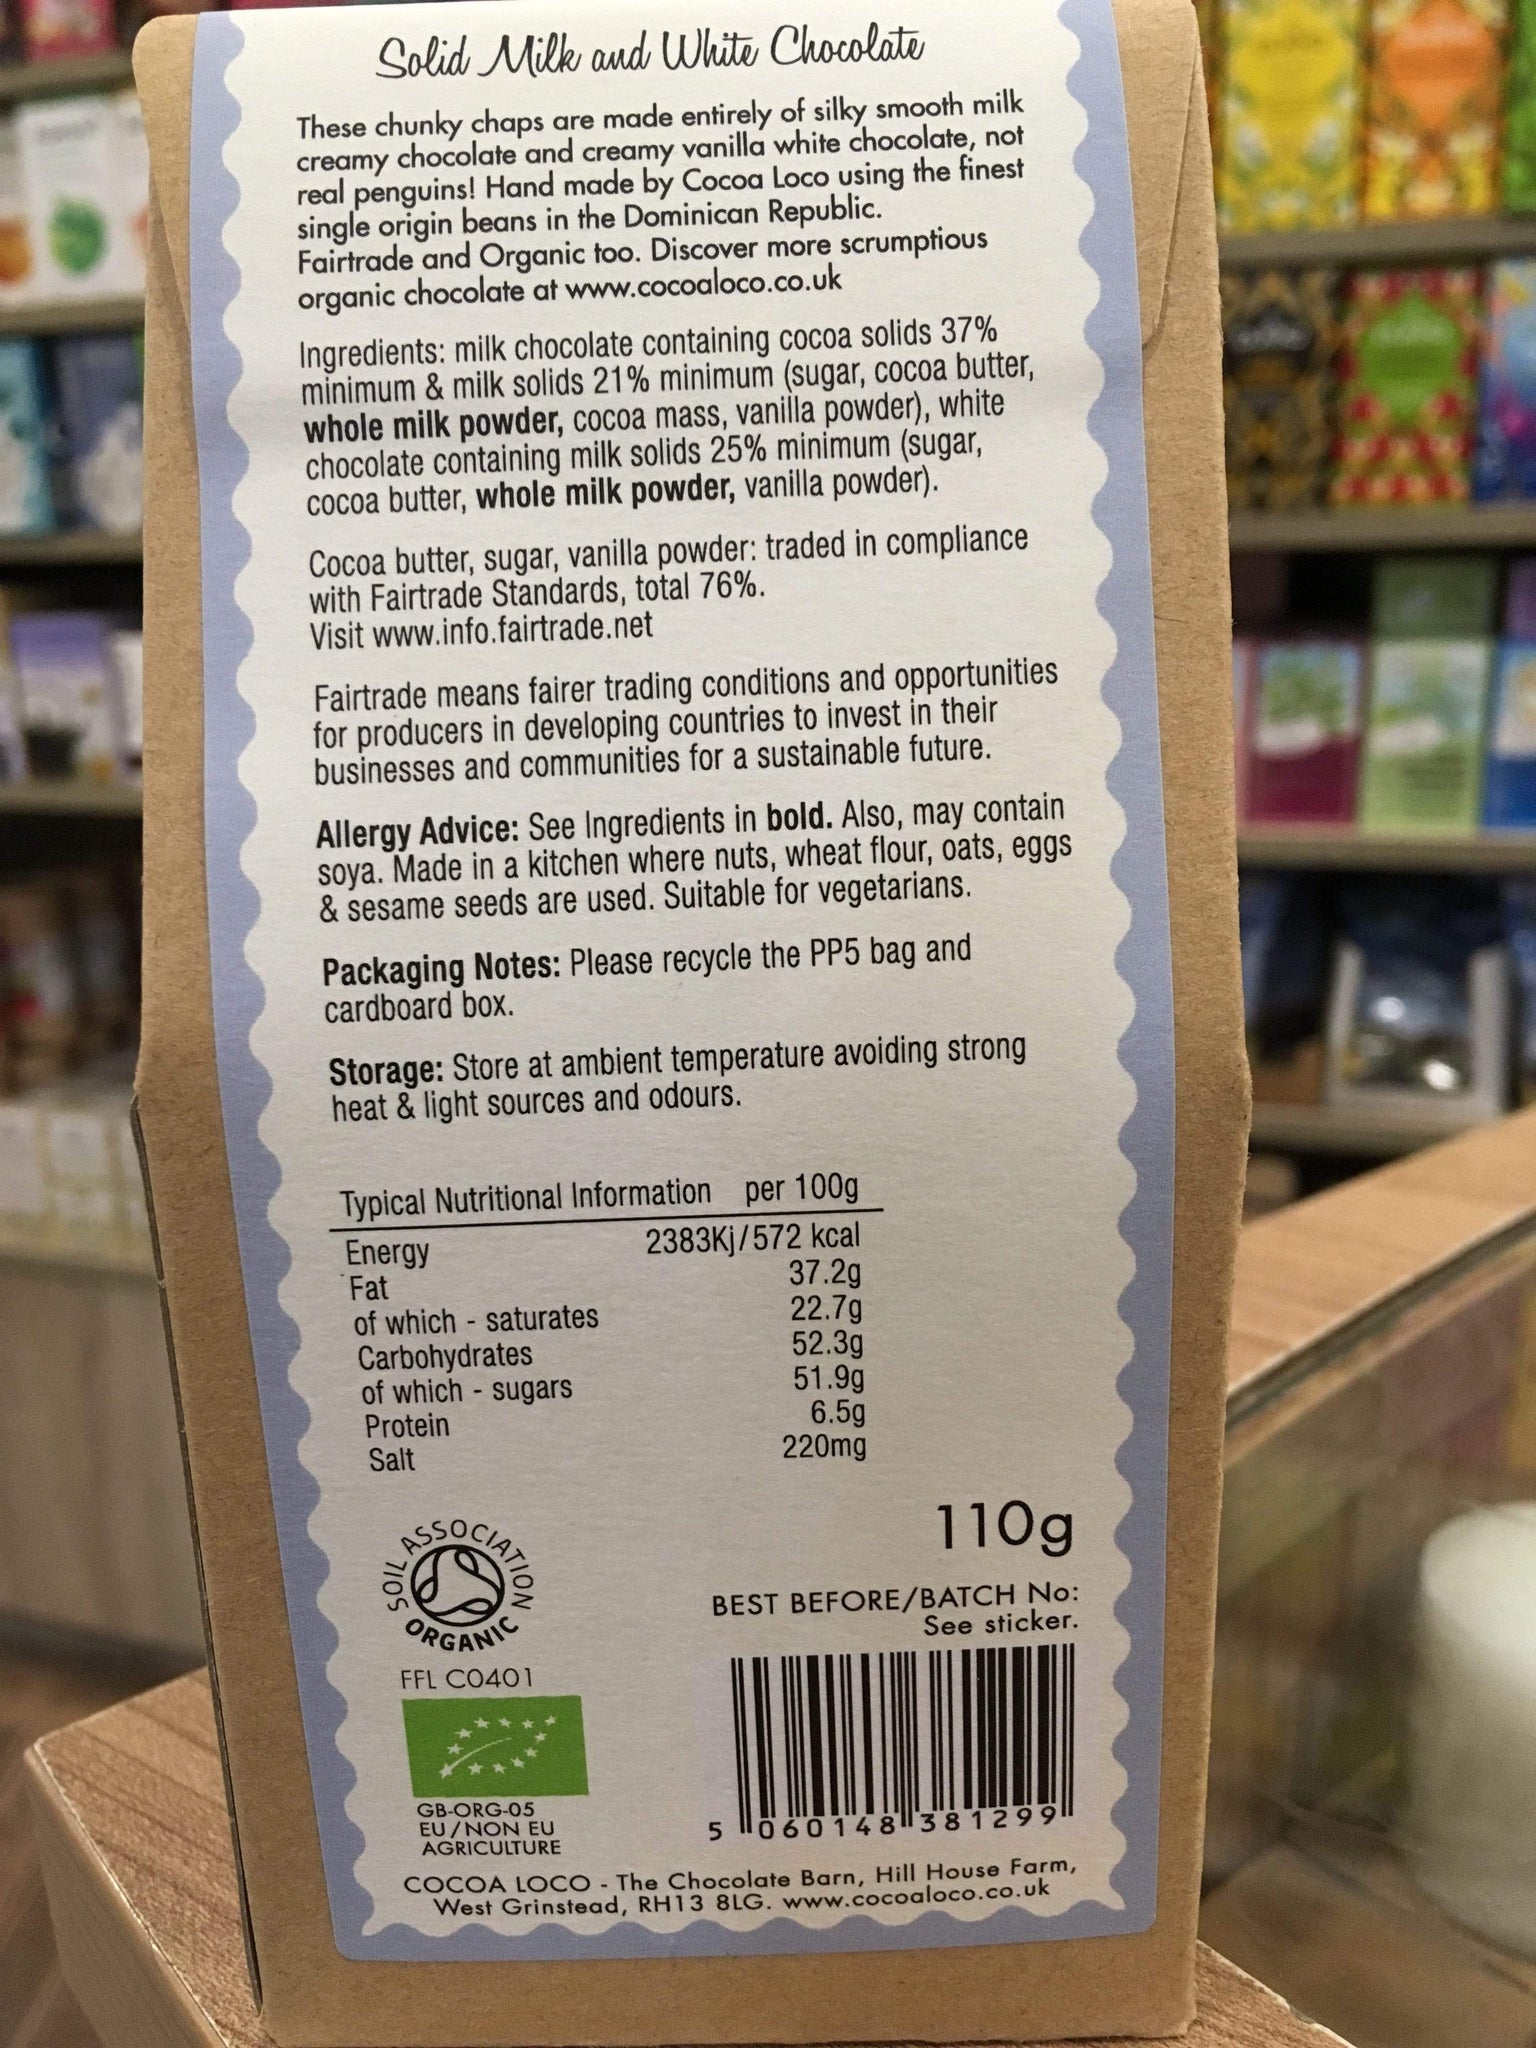 Solid Milk and White Chocolate
These chunky chaps are made entirely of silky smooth milk
creamy chocolate and creamy vanilla white chocolate, not
real penguins! Hand made by Cocoa Loco using the finest
single origin beans in the Dominican Republic.
Fairtrade and Organic too. Discover more scrumptious
organic chocolate at www.cocoaloco.co.uk
Ingredients: milk chocolate containing cocoa solids 37%
minimum & milk solids 21% minimum (sugar, cocoa butter,
whole milk powder, cocoa mass, vanilla powder), white
chocolate containing milk solids 25% minimum (sugar,
cocoa butter, whole milk powder, vanilla powder).
Cocoa butter, sugar, vanilla powder: traded in compliance
with Fairtrade Standards, total 76%.
Visit www.info.fairtrade.net
Fairtrade means fairer trading conditions and opportunities
for producers in developing countries to invest in their
businesses and communities for a sustainable future.
Allergy Advice: See Ingredients in bold. Also, may contain
soya. Made in a kitchen where nuts, wheat flour, oats, eggs
& sesame seeds are used. Suitable for vegetarians.
Packaging Notes: Please recycle the PP5 bag and
cardboard box.
Storage: Store at ambient temperature avoiding strong
heat & light sources and odours.
Typical Nutritional Information per 100g
Energy 2383Kj/572 kcal
Fat 37.2g
of which - saturates 22.7g
Carbohydrates 52.3g
of which - sugars 51.9g
Protein 6.5g
Salt 220mg
110g
SOIL ASSOCIATION
ORGANIC
FFL C0401
BEST BEFORE/BATCH No:
See sticker.
GB-ORG-05
EU/NON EU
AGRICULTURE
5 060148 381299
COCOA LOCO - The Chocolate Barn, Hill House Farm,
West Grinstead, RH13 8LG. www.cocoaloco.co.uk